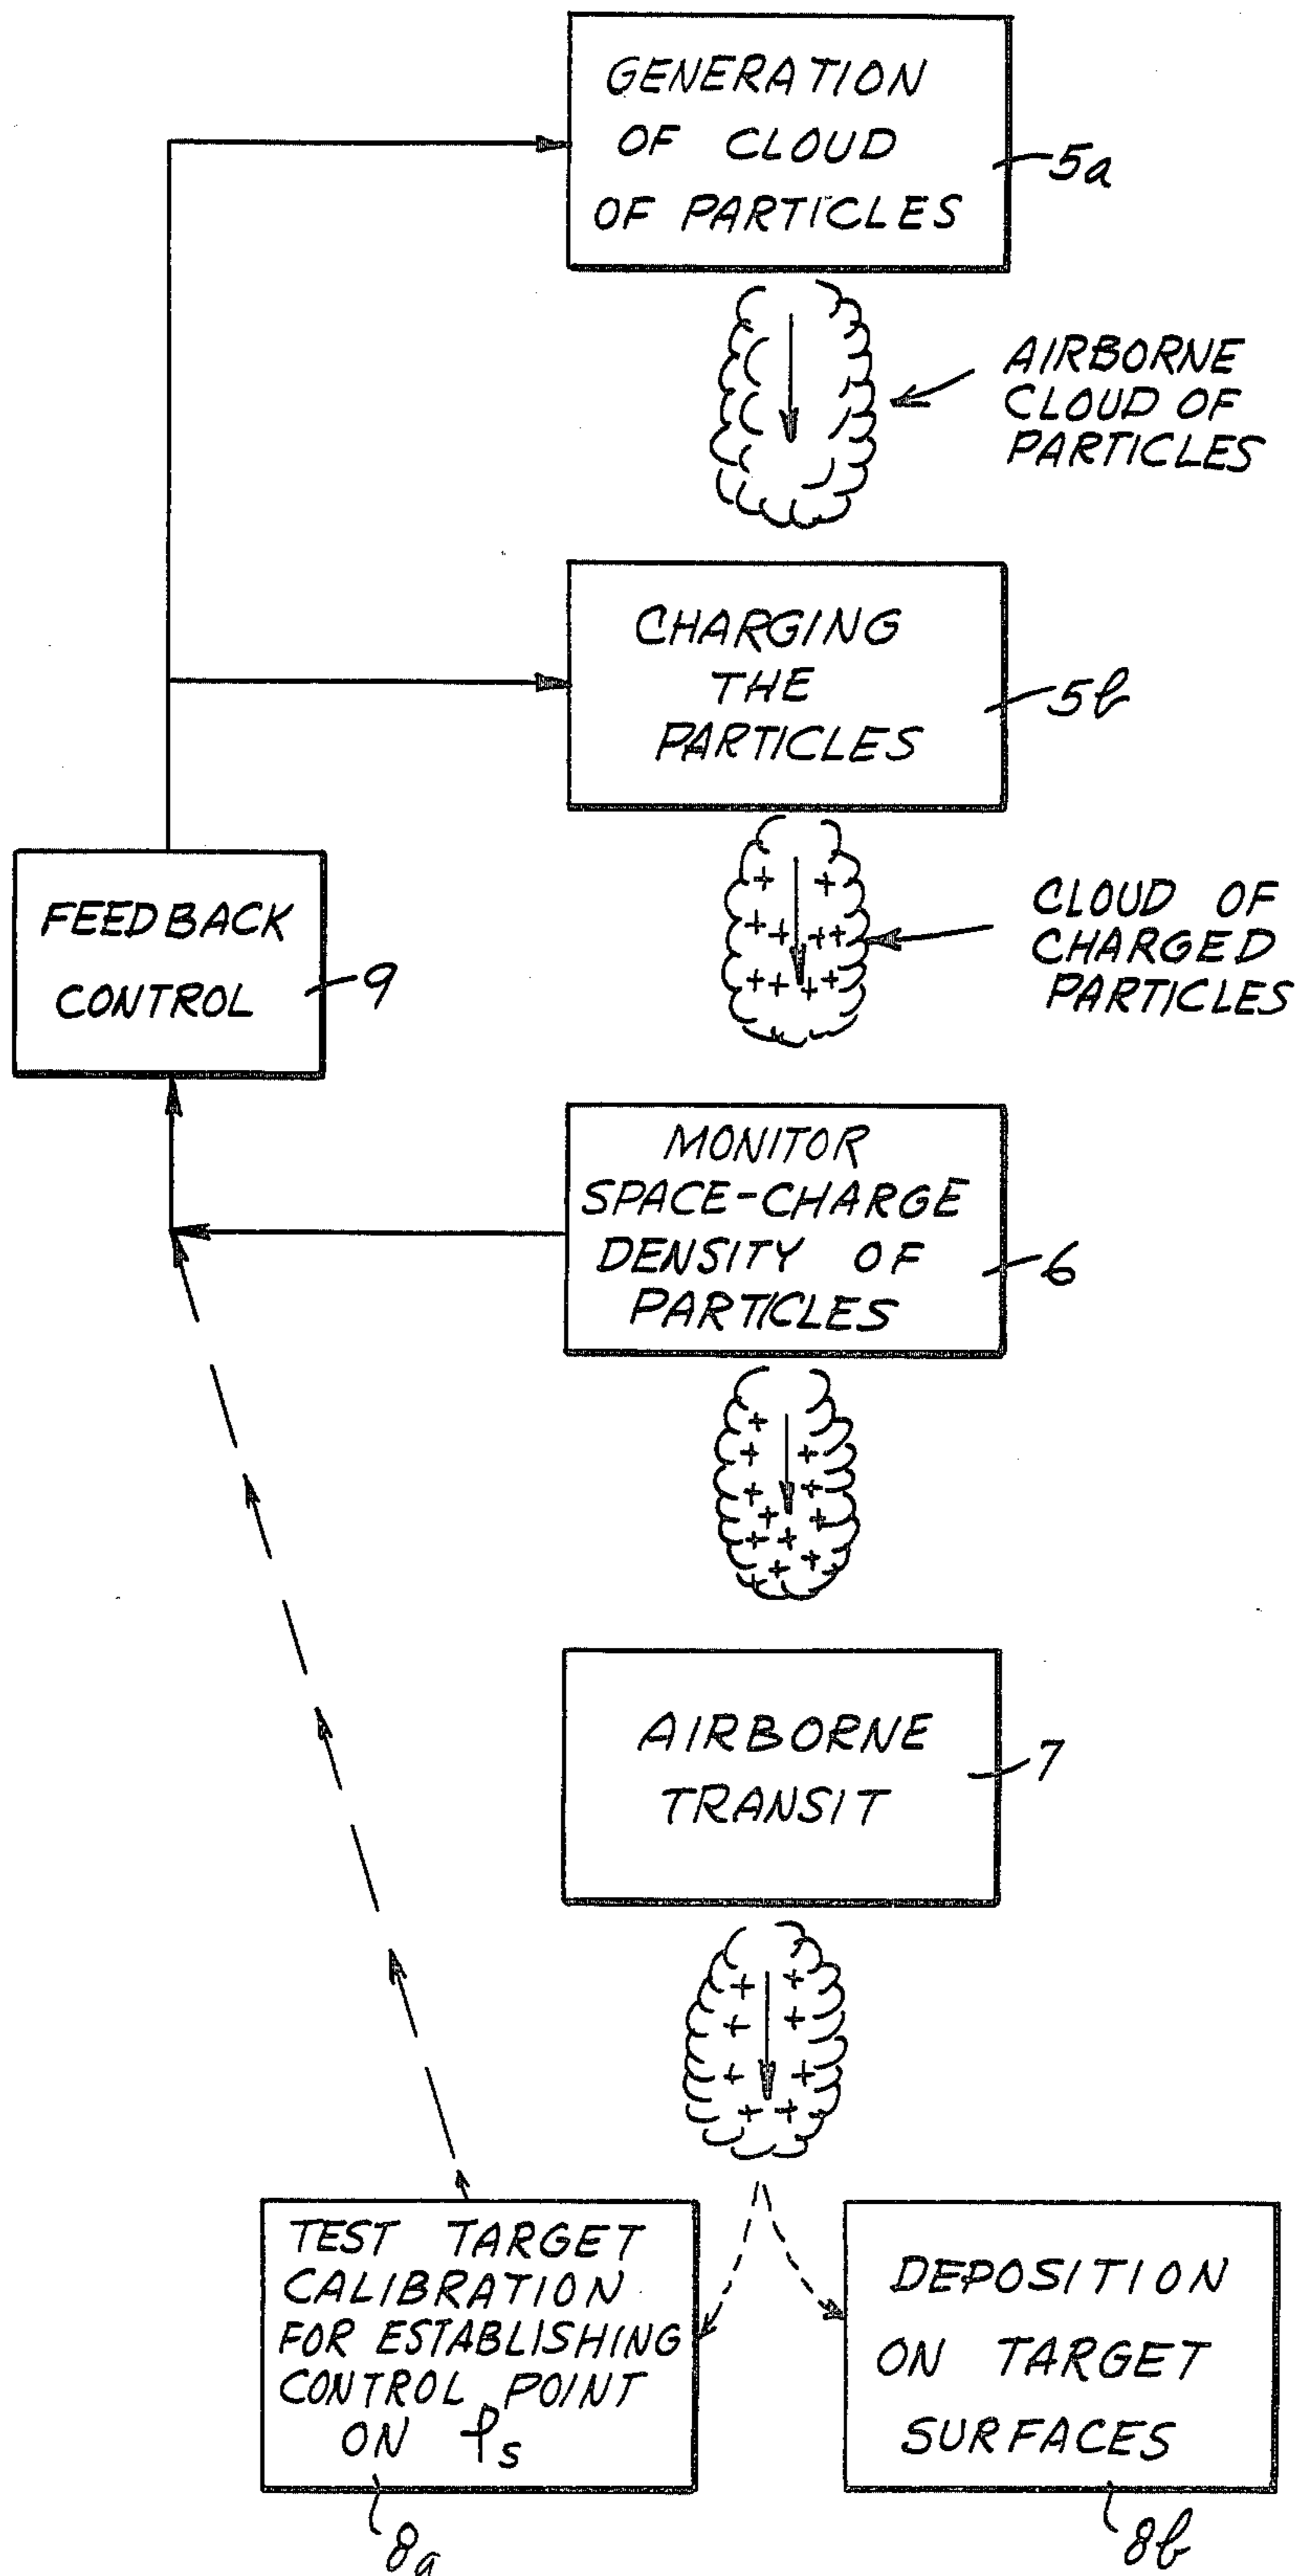 GENERATION
OF CLOUD
OF PARTICLES
5a
AIRBORNE
CLOUD OF
PARTICLES
CHARGING
THE
PARTICLES
5b
FEEDBACK
CONTROL
9
CLOUD OF
CHARGED
PARTICLES
MONITOR
SPACE-CHARGE
DENSITY OF
PARTICLES
6
AIRBORNE
TRANSIT
7
TEST TARGET
CALIBRATION
FOR ESTABLISHING
CONTROL POINT
ON ρs
8a
DEPOSITION
ON TARGET
SURFACES
8b